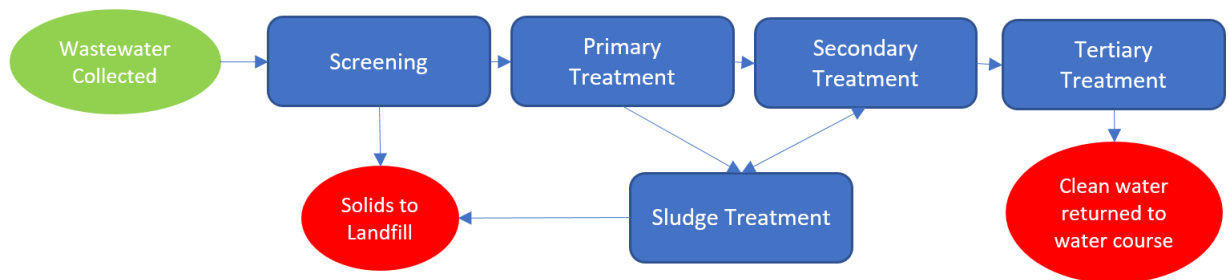 Wastewater
Collected
Screening
Primary
Treatment
Secondary
Treatment
Tertiary
Treatment
Solids to
Landfill
Sludge Treatment
Clean water
returned to
water course